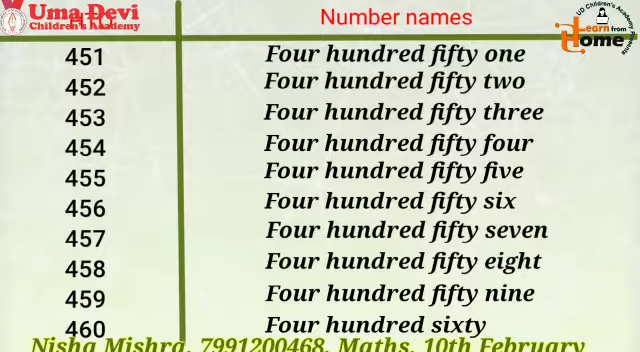 Uma Devi
Children's Academy
Number names
UD Children's Academy
Learn from
Home
451 Four hundred fifty one
452 Four hundred fifty two
453 Four hundred fifty three
454 Four hundred fifty four
455 Four hundred fifty five
456 Four hundred fifty six
457 Four hundred fifty seven
458 Four hundred fifty eight
459 Four hundred fifty nine
460 Four hundred sixty
Nisha Mishra, 7991200468, Maths, 10th February